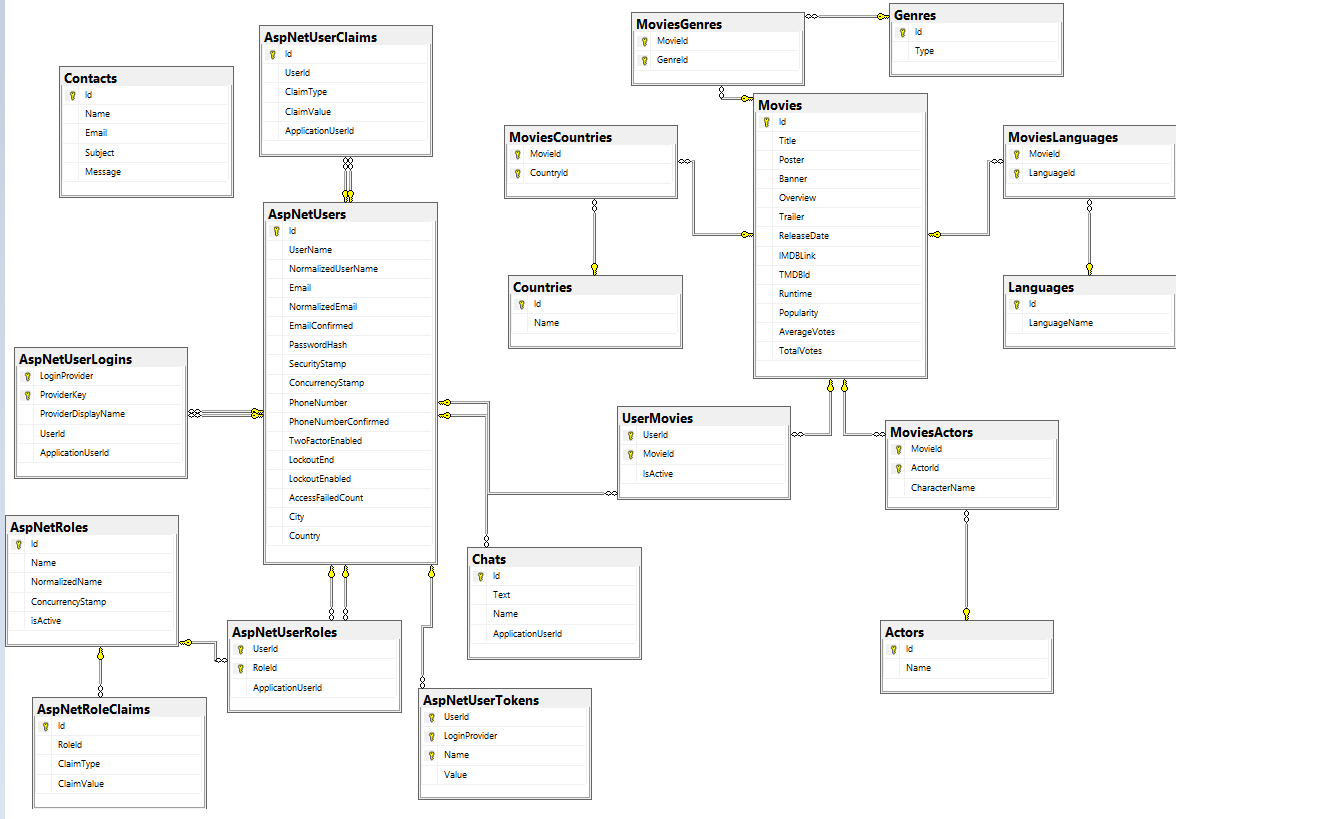 MoviesGenres
MovieId
GenreId
Genres
Id
Type
AspNetUserClaims
Id
UserId
ClaimType
ClaimValue
ApplicationUserId
Contacts
Id
Name
Email
Subject
Message
Movies
Id
Title
Poster
Banner
Overview
Trailer
ReleaseDate
IMDBLink
TMDBId
Runtime
Popularity
AverageVotes
TotalVotes
MoviesCountries
MovieId
CountryId
MoviesLanguages
MovieId
LanguageId
AspNetUsers
Id
UserName
NormalizedUserName
Email
NormalizedEmail
EmailConfirmed
PasswordHash
SecurityStamp
ConcurrencyStamp
PhoneNumber
PhoneNumberConfirmed
TwoFactorEnabled
LockoutEnd
LockoutEnabled
AccessFailedCount
City
Country
Countries
Id
Name
Languages
Id
LanguageName
AspNetUserLogins
LoginProvider
ProviderKey
ProviderDisplayName
UserId
ApplicationUserId
UserMovies
UserId
MovieId
IsActive
MoviesActors
MovieId
ActorId
CharacterName
AspNetRoles
Id
Name
NormalizedName
ConcurrencyStamp
isActive
Chats
Id
Text
Name
ApplicationUserId
AspNetUserRoles
UserId
RoleId
ApplicationUserId
Actors
Id
Name
AspNetRoleClaims
Id
RoleId
ClaimType
ClaimValue
AspNetUserTokens
UserId
LoginProvider
Name
Value